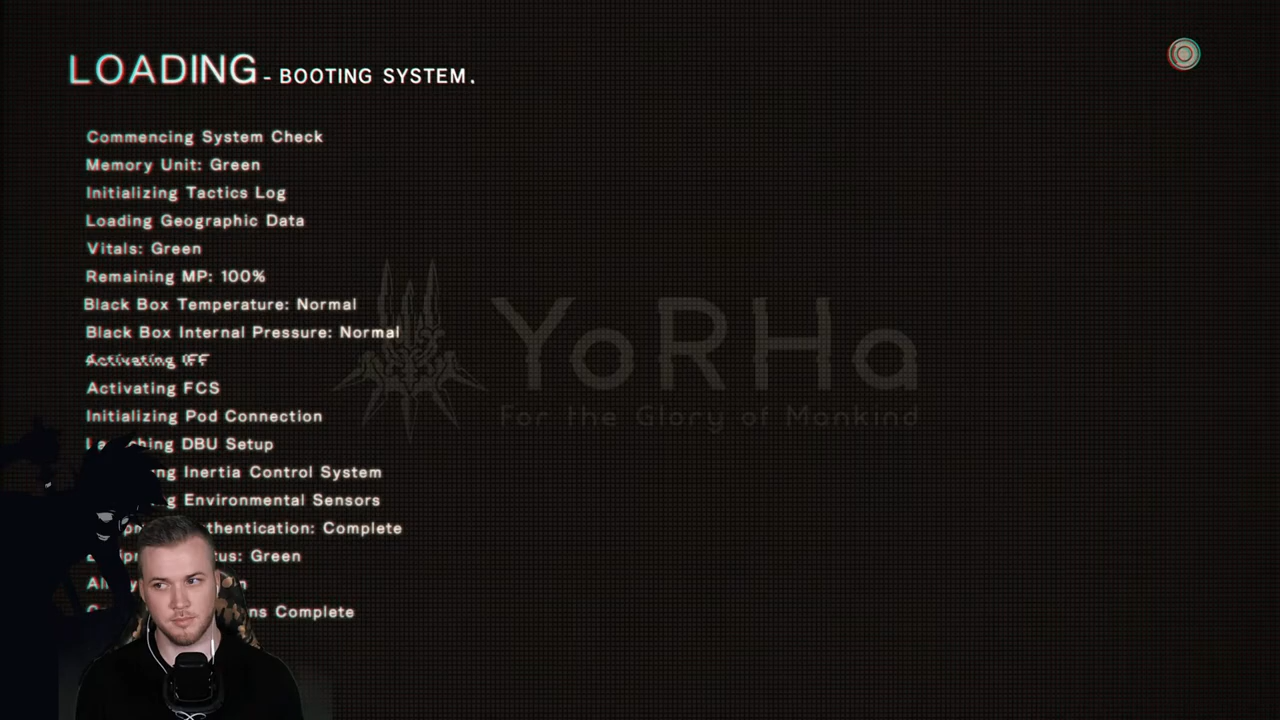 LOADING - BOOTING SYSTEM.
Commencing System Check
Memory Unit: Green
Initializing Tactics Log
Loading Geographic Data
Vitals: Green
Remaining MP: 100%
Black Box Temperature: Normal
Black Box Internal Pressure: Normal
Activating IFF
Activating FCS
Initializing Pod Connection
DBU Setup
Inertia Control System
Environmental Sensors
Complete
Green
Complete
YoRHa
For the Glory of Mankind